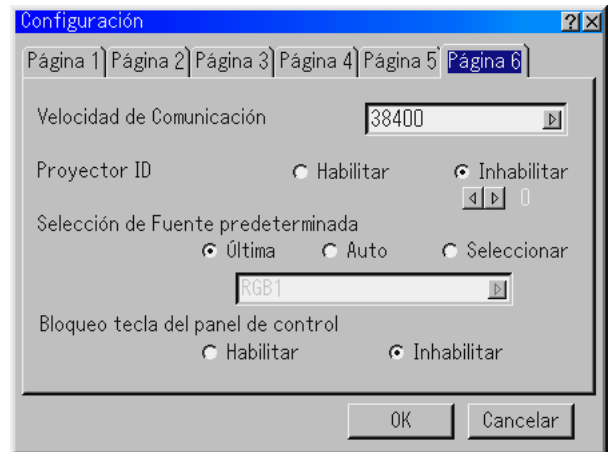 Configuración
Página 1 Página 2 Página 3 Página 4 Página 5 Página 6
Velocidad de Comunicación 38400
Proyector ID Habilitar Inhabilitar
0
Selección de Fuente predeterminada
Última Auto Seleccionar
RGB1
Bloqueo tecla del panel de control
Habilitar Inhabilitar
OK Cancelar